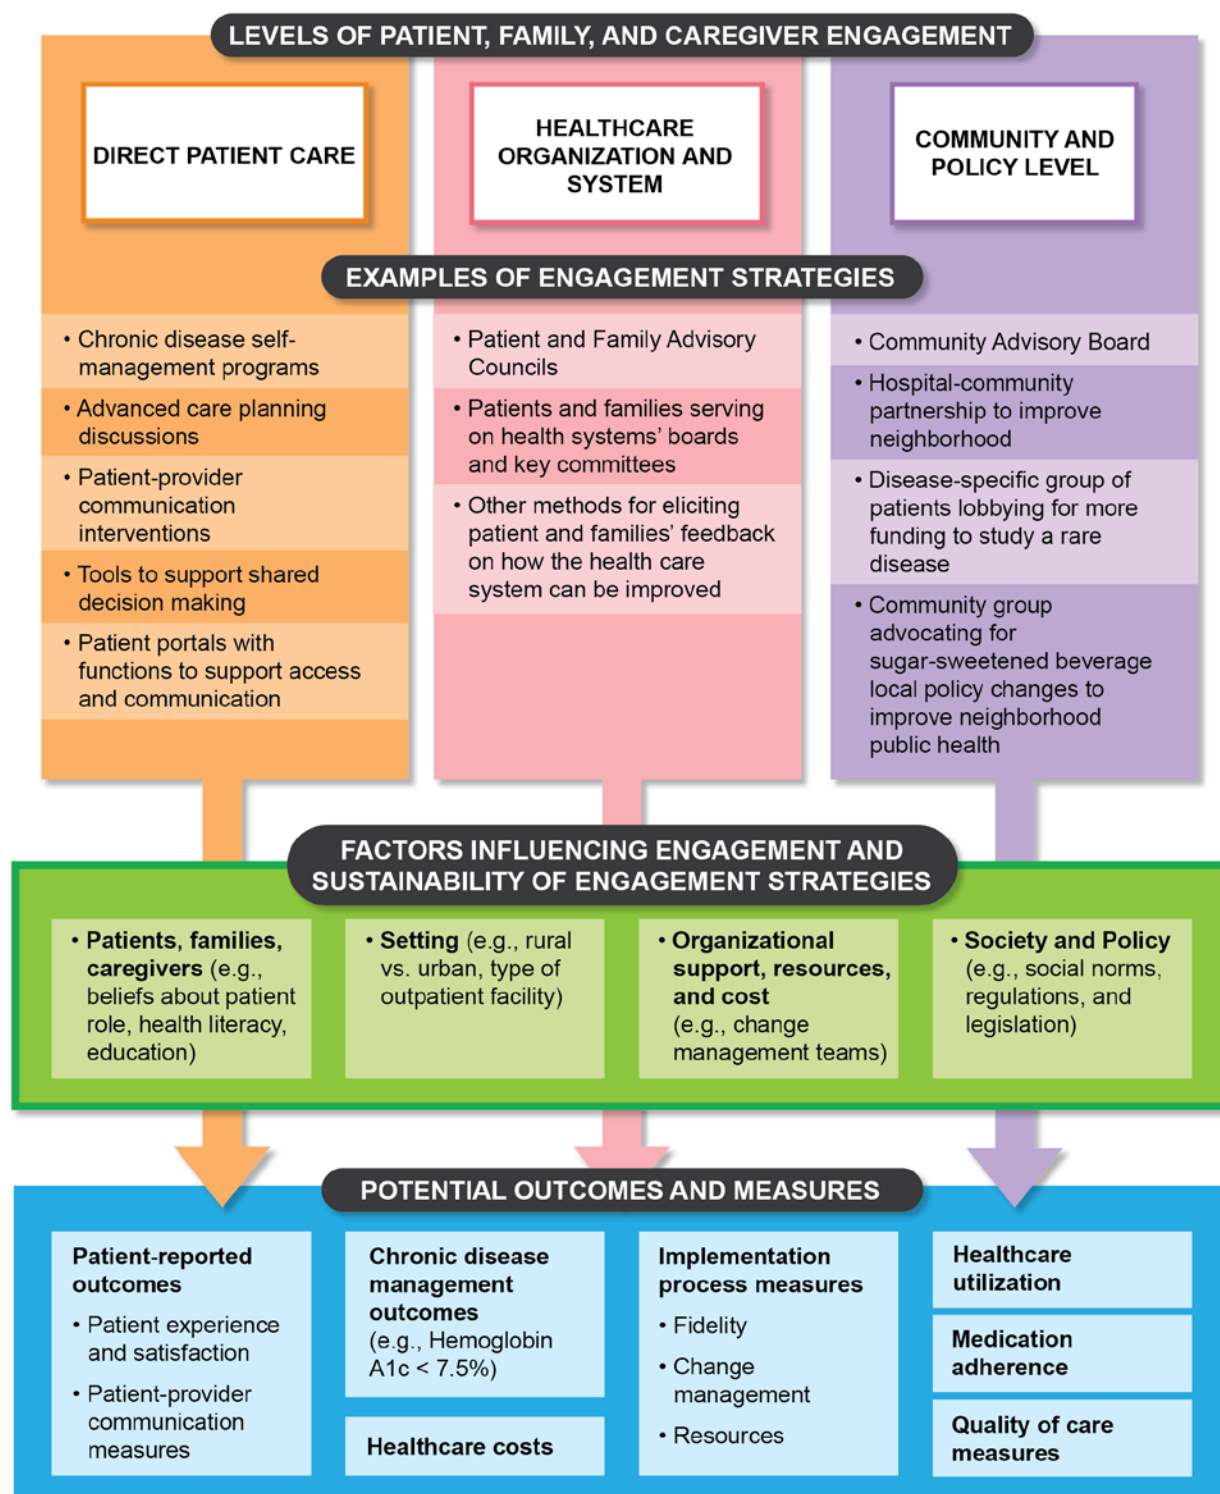 LEVELS OF PATIENT, FAMILY, AND CAREGIVER ENGAGEMENT
DIRECT PATIENT CARE
HEALTHCARE
ORGANIZATION AND
SYSTEM
COMMUNITY AND
POLICY LEVEL
EXAMPLES OF ENGAGEMENT STRATEGIES
• Chronic disease self-
management programs
• Advanced care planning
discussions
• Patient-provider
communication
interventions
• Tools to support shared
decision making
• Patient portals with
functions to support access
and communication
• Patient and Family Advisory
Councils
• Patients and families serving
on health systems’ boards
and key committees
• Other methods for eliciting
patient and families’ feedback
on how the health care
system can be improved
• Community Advisory Board
• Hospital-community
partnership to improve
neighborhood
• Disease-specific group of
patients lobbying for more
funding to study a rare
disease
• Community group
advocating for
sugar-sweetened beverage
local policy changes to
improve neighborhood
public health
FACTORS INFLUENCING ENGAGEMENT AND
SUSTAINABILITY OF ENGAGEMENT STRATEGIES
• Patients, families,
caregivers (e.g.,
beliefs about patient
role, health literacy,
education)
• Setting (e.g., rural
vs. urban, type of
outpatient facility)
• Organizational
support, resources,
and cost
(e.g., change
management teams)
• Society and Policy
(e.g., social norms,
regulations, and
legislation)
POTENTIAL OUTCOMES AND MEASURES
Patient-reported
outcomes
• Patient experience
and satisfaction
• Patient-provider
communication
measures
Chronic disease
management
outcomes
(e.g., Hemoglobin
A1c < 7.5%)
Healthcare costs
Implementation
process measures
• Fidelity
• Change
management
• Resources
Healthcare
utilization
Medication
adherence
Quality of care
measures